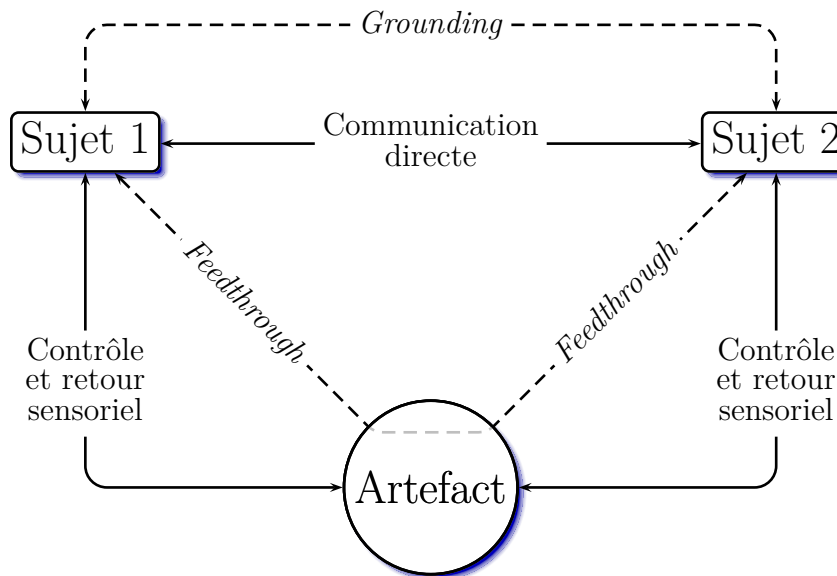 Grounding
Sujet 1
Communication
directe
Sujet 2
Feedthrough
Feedthrough
Contrôle
et retour
sensoriel
Contrôle
et retour
sensoriel
Artefact